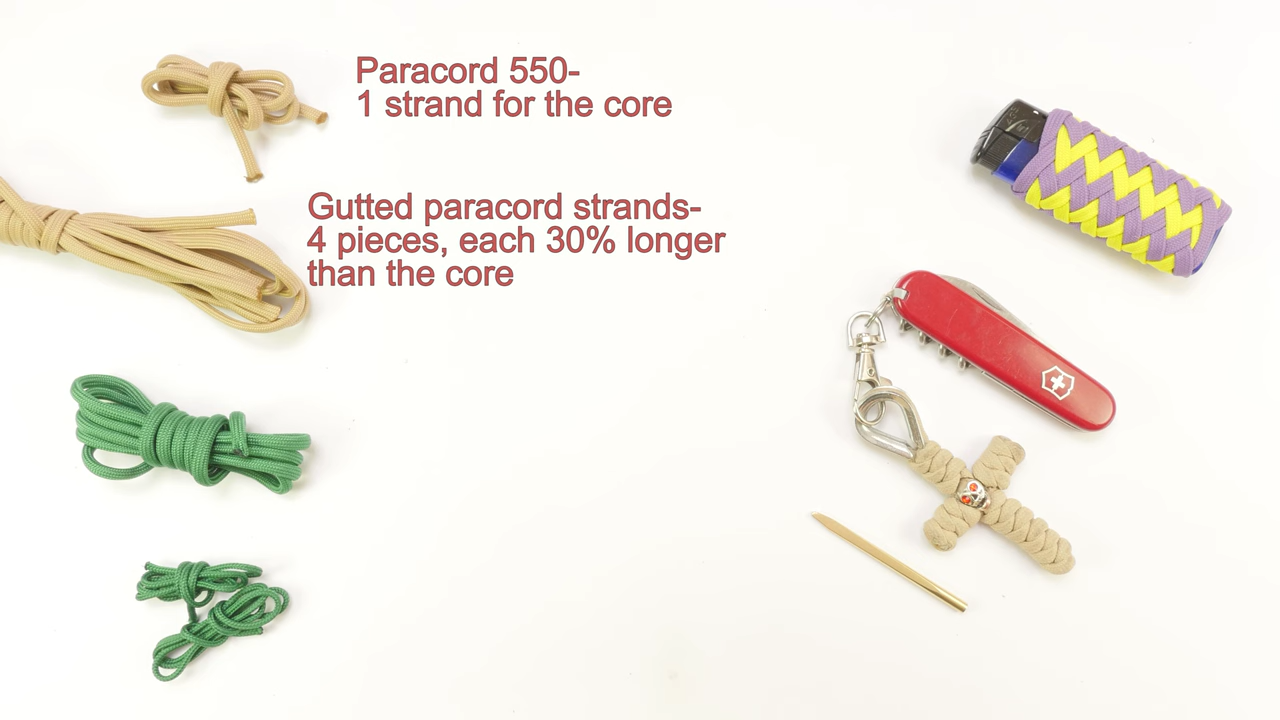 Paracord 550-
1 strand for the core
Gutted paracord strands-
4 pieces, each 30% longer
than the core